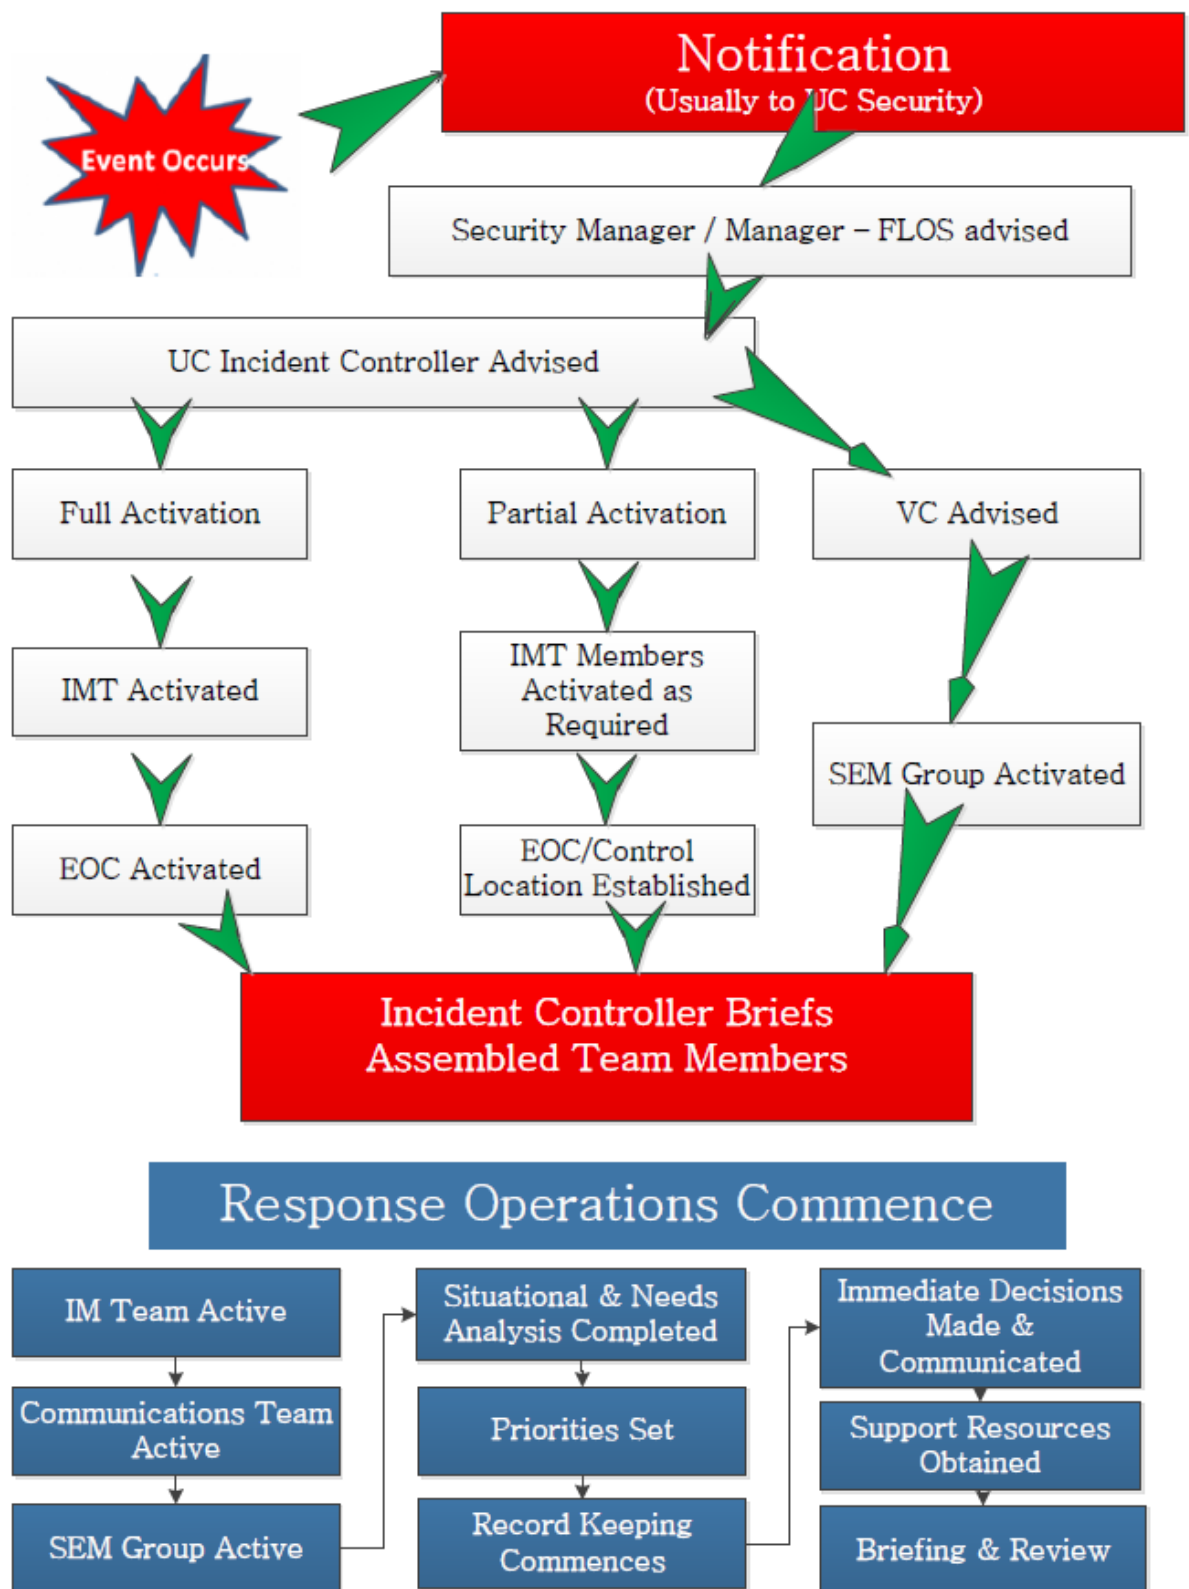 Notification
(Usually to UC Security)
Event Occurs
Security Manager / Manager – FLOS advised
UC Incident Controller Advised
Full Activation
Partial Activation
VC Advised
IMT Activated
IMT Members
Activated as
Required
SEM Group Activated
EOC Activated
EOC/Control
Location Established
Incident Controller Briefs
Assembled Team Members
Response Operations Commence
IM Team Active
Communications Team
Active
SEM Group Active
Situational & Needs
Analysis Completed
Priorities Set
Record Keeping
Commences
Immediate Decisions
Made &
Communicated
Support Resources
Obtained
Briefing & Review